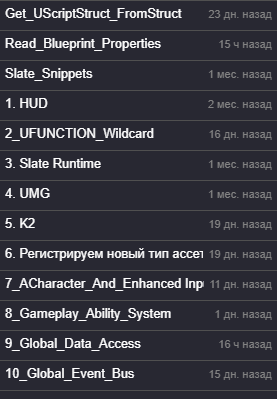 Get_UScriptStruct_FromStruct 23 дн. назад
Read_Blueprint_Properties 15 ч назад
Slate_Snippets 1 мес. назад
1. HUD 2 мес. назад
2_UFUNCTION_Wildcard 16 дн. назад
3. Slate Runtime 1 мес. назад
4. UMG 1 мес. назад
5. K2 19 дн. назад
6. Регистрируем новый тип ассет 19 дн. назад
7_ACharacter_And_Enhanced Inp 11 дн. назад
8_Gameplay_Ability_System 1 дн. назад
9_Global_Data_Access 16 ч назад
10_Global_Event_Bus 15 дн. назад